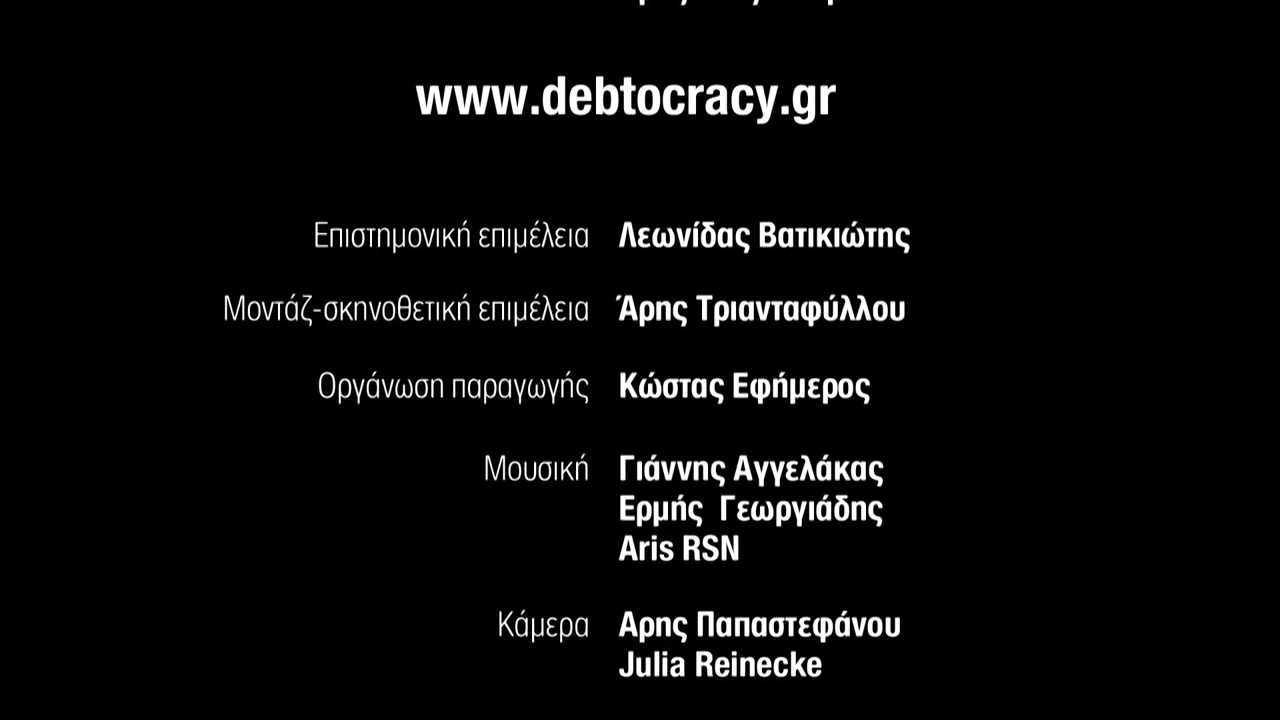 www.debtocracy.gr
Επιστημονική επιμέλεια Λεωνίδας Βατικιώτης
Μοντάζ-σκηνοθετική επιμέλεια Άρης Τριανταφύλλου
Οργάνωση παραγωγής Κώστας Εφήμερος
Μουσική Γιάννης Αγγελάκας
Ερμής Γεωργιάδης
Aris RSN
Κάμερα Αρης Παπαστεφάνου
Julia Reinecke